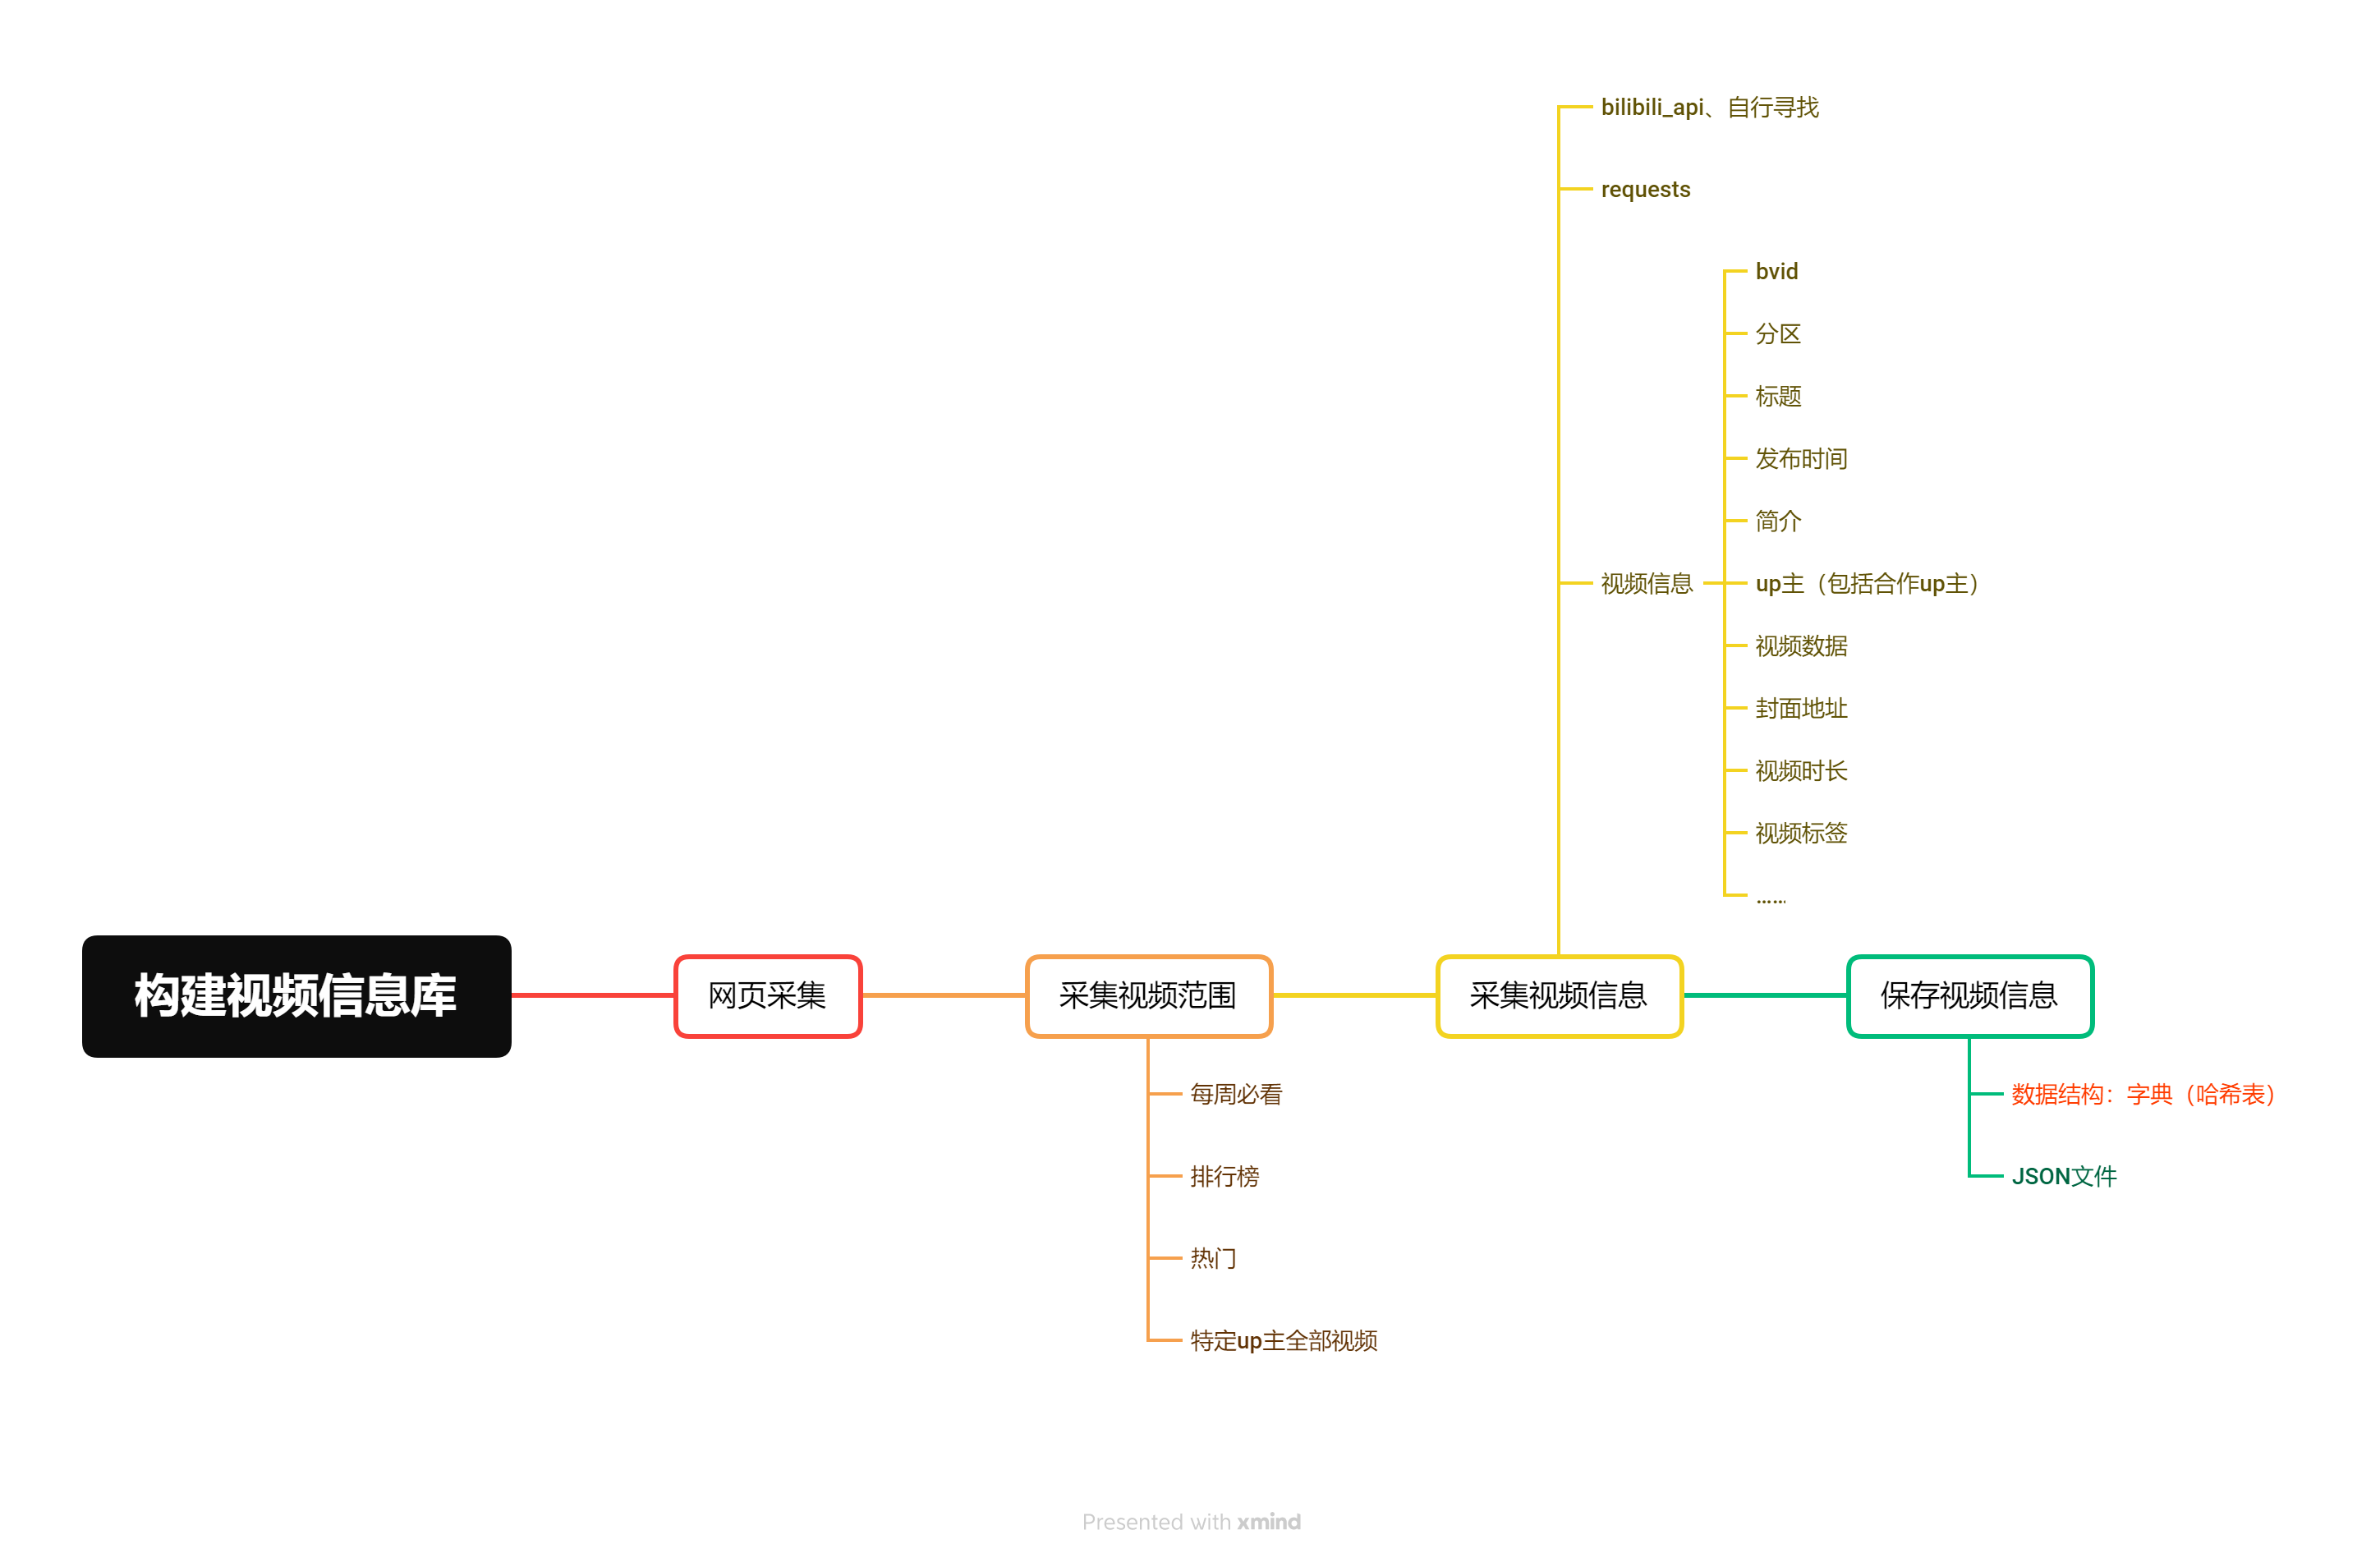 bilibili_api、自行寻找
requests
bvid
分区
标题
发布时间
简介
视频信息
up主（包括合作up主）
视频数据
封面地址
视频时长
视频标签
……
构建视频信息库
网页采集
采集视频范围
采集视频信息
保存视频信息
每周必看
排行榜
热门
特定up主全部视频
数据结构：字典（哈希表）
JSON文件
Presented with xmind